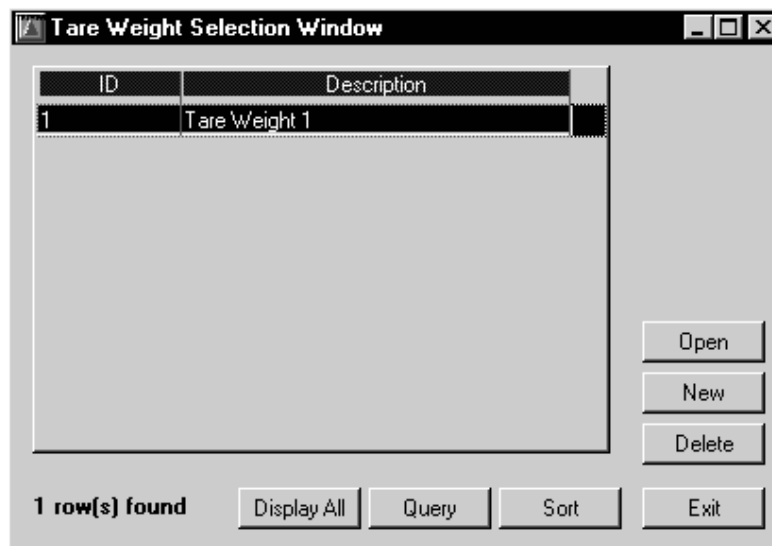 Tare Weight Selection Window
ID Description
1 Tare Weight 1
Open
New
Delete
1 row(s) found Display All Query Sort Exit